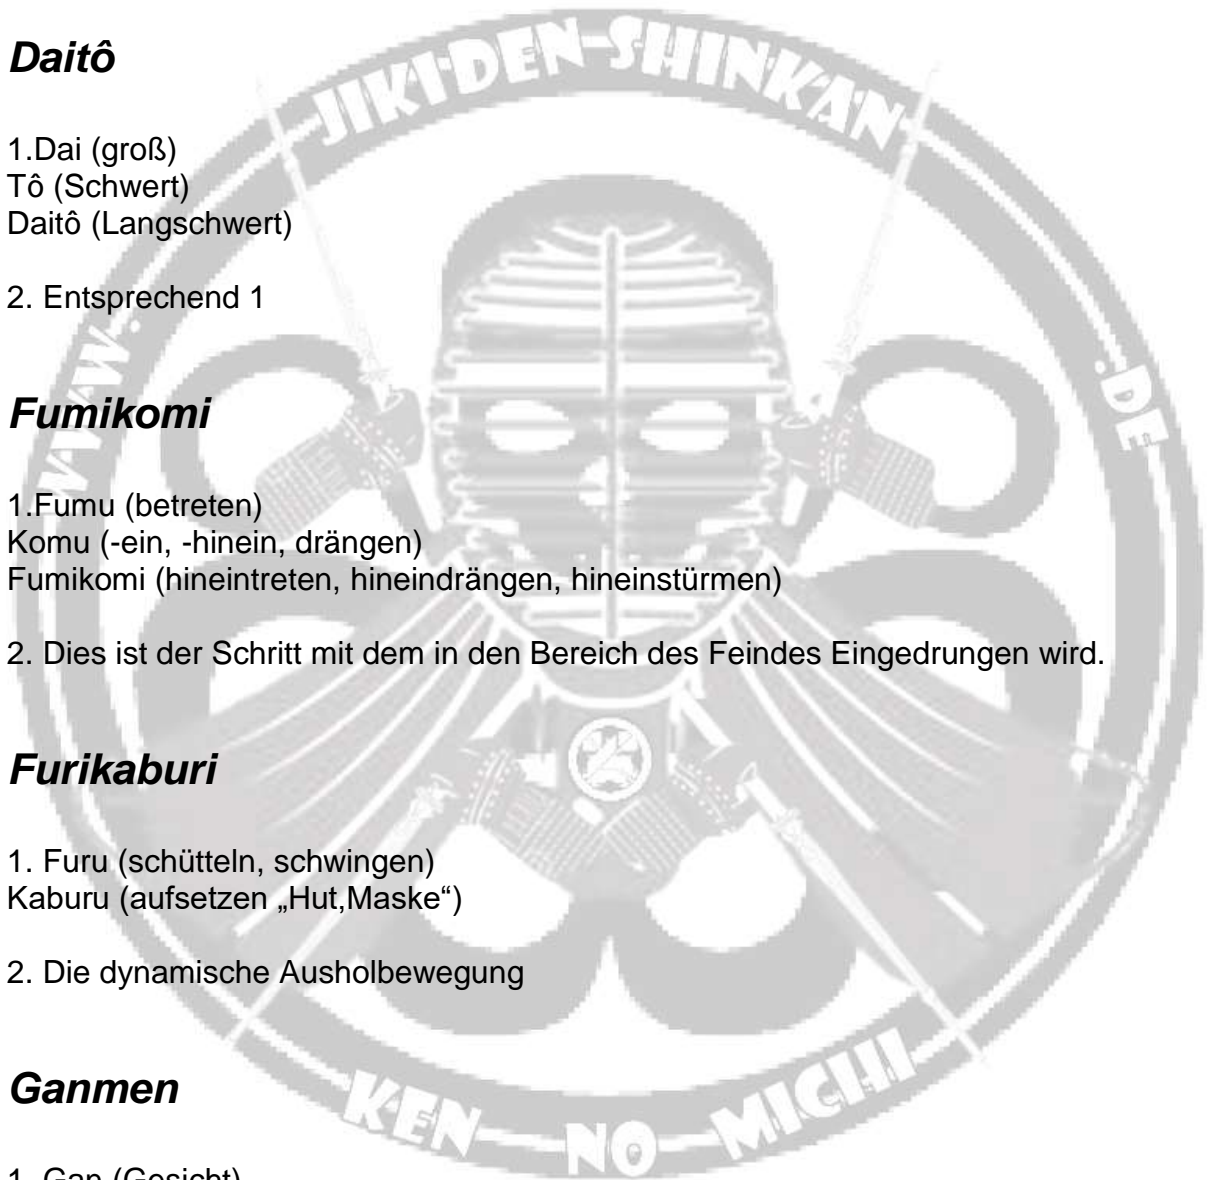 Daitô
1.Dai (groß)
Tô (Schwert)
Daitô (Langschwert)
2. Entsprechend 1
Fumikomi
1.Fumu (betreten)
Komu (-ein, -hinein, drängen)
Fumikomi (hineintreten, hineindrängen, hineinstürmen)
2. Dies ist der Schritt mit dem in den Bereich des Feindes Eingedrungen wird.
Furikaburi
1. Furu (schütteln, schwingen)
Kaburu (aufsetzen „Hut,Maske“)
2. Die dynamische Ausholbewegung
Ganmen
1. Gan (Gesicht)
WWW.
JIKI-DEN-SHINKAN
.DE
KEN NO MICHI